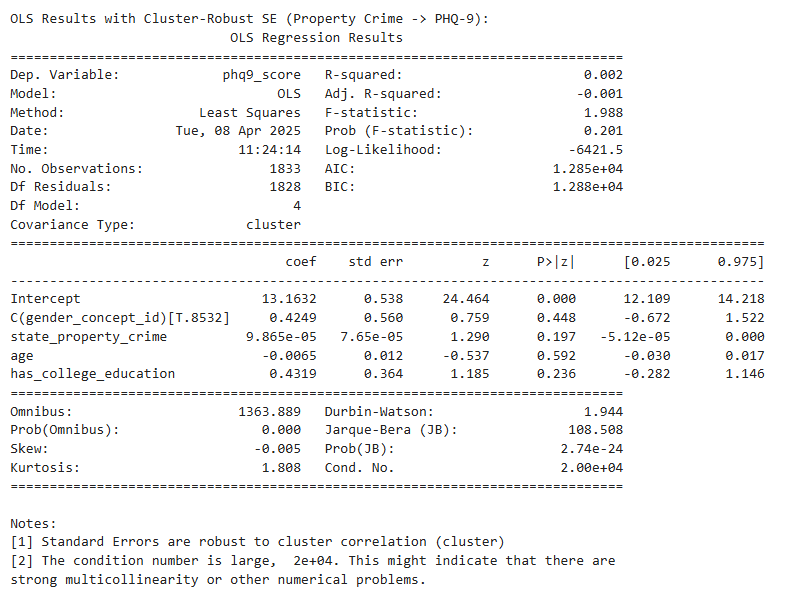 OLS Results with Cluster-Robust SE (Property Crime -> PHQ-9):
                            OLS Regression Results
==============================================================================
Dep. Variable:             phq9_score   R-squared:                       0.002
Model:                            OLS   Adj. R-squared:                 -0.001
Method:                 Least Squares   F-statistic:                     1.988
Date:                Tue, 08 Apr 2025   Prob (F-statistic):              0.201
Time:                        11:24:14   Log-Likelihood:                -6421.5
No. Observations:                1833   AIC:                         1.285e+04
Df Residuals:                    1828   BIC:                         1.288e+04
Df Model:                           4
Covariance Type:              cluster
================================================================================================
                                   coef    std err          z      P>|z|      [0.025      0.975]
------------------------------------------------------------------------------------------------
Intercept                       13.1632      0.538     24.464      0.000      12.109      14.218
C(gender_concept_id)[T.8532]     0.4249      0.560      0.759      0.448      -0.672       1.522
state_property_crime          9.865e-05   7.65e-05      1.290      0.197   -5.12e-05       0.000
age                             -0.0065      0.012     -0.537      0.592      -0.030       0.017
has_college_education            0.4319      0.364      1.185      0.236      -0.282       1.146
==============================================================================
Omnibus:                     1363.889   Durbin-Watson:                   1.944
Prob(Omnibus):                  0.000   Jarque-Bera (JB):              108.508
Skew:                          -0.005   Prob(JB):                     2.74e-24
Kurtosis:                       1.808   Cond. No.                     2.00e+04
==============================================================================
Notes:
[1] Standard Errors are robust to cluster correlation (cluster)
[2] The condition number is large,  2e+04. This might indicate that there are
strong multicollinearity or other numerical problems.